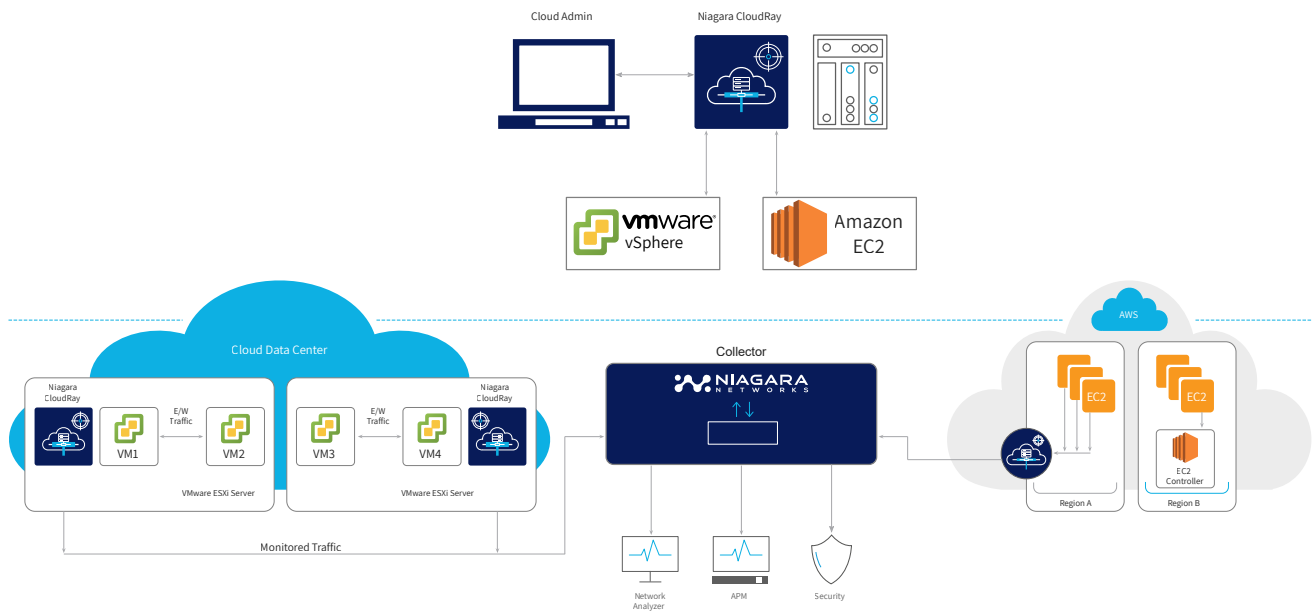 Cloud Admin
Niagara CloudRay
vmware®
vSphere
Amazon
EC2
AWS
Cloud Data Center
Collector
NIAGARA
NETWORKS
Niagara
CloudRay
E/W
Traffic
VM1
VM2
VMware ESXi Server
Niagara
CloudRay
E/W
Traffic
VM3
VM4
VMware ESXi Server
Monitored Traffic
EC2
Region A
EC2
EC2
Controller
Region B
Network
Analyzer
APM
Security